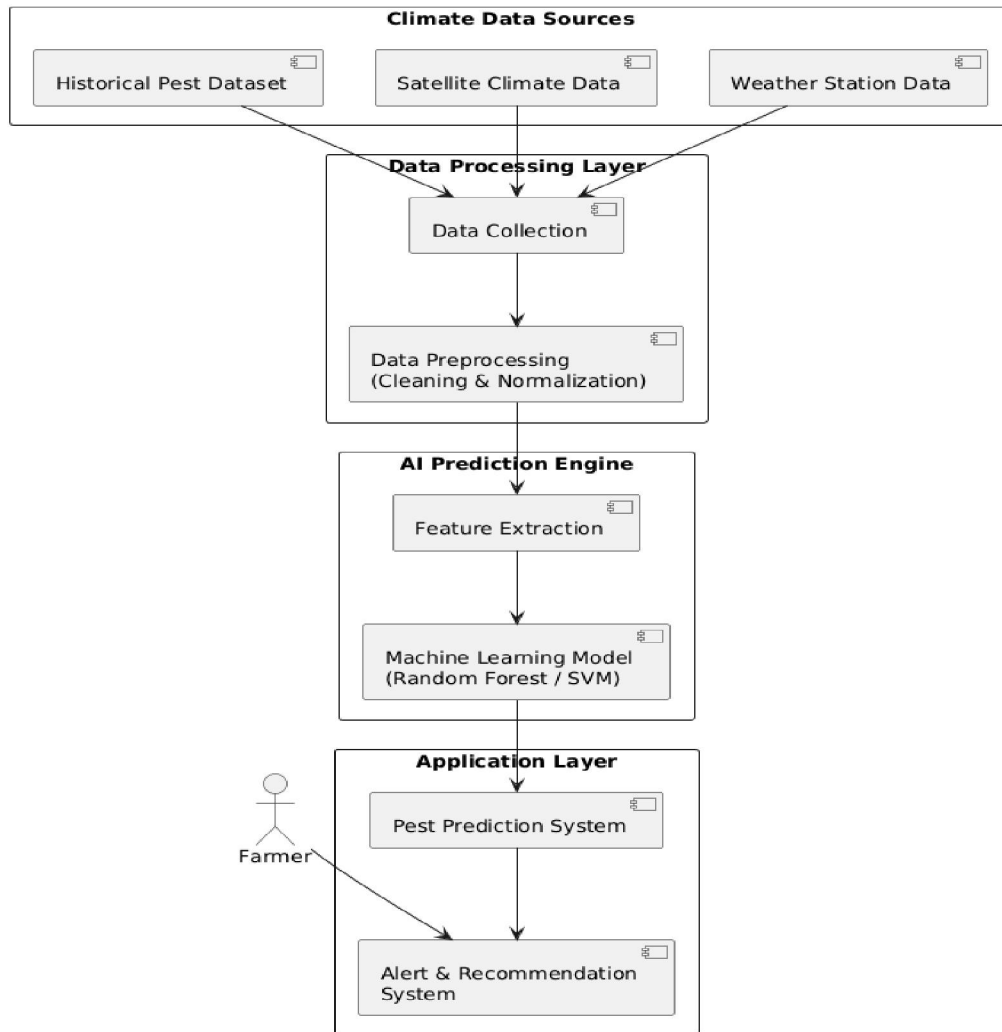 Climate Data Sources
Historical Pest Dataset
Satellite Climate Data
Weather Station Data
Data Processing Layer
Data Collection
Data Preprocessing
(Cleaning & Normalization)
AI Prediction Engine
Feature Extraction
Machine Learning Model
(Random Forest / SVM)
Application Layer
Pest Prediction System
Farmer
Alert & Recommendation
System